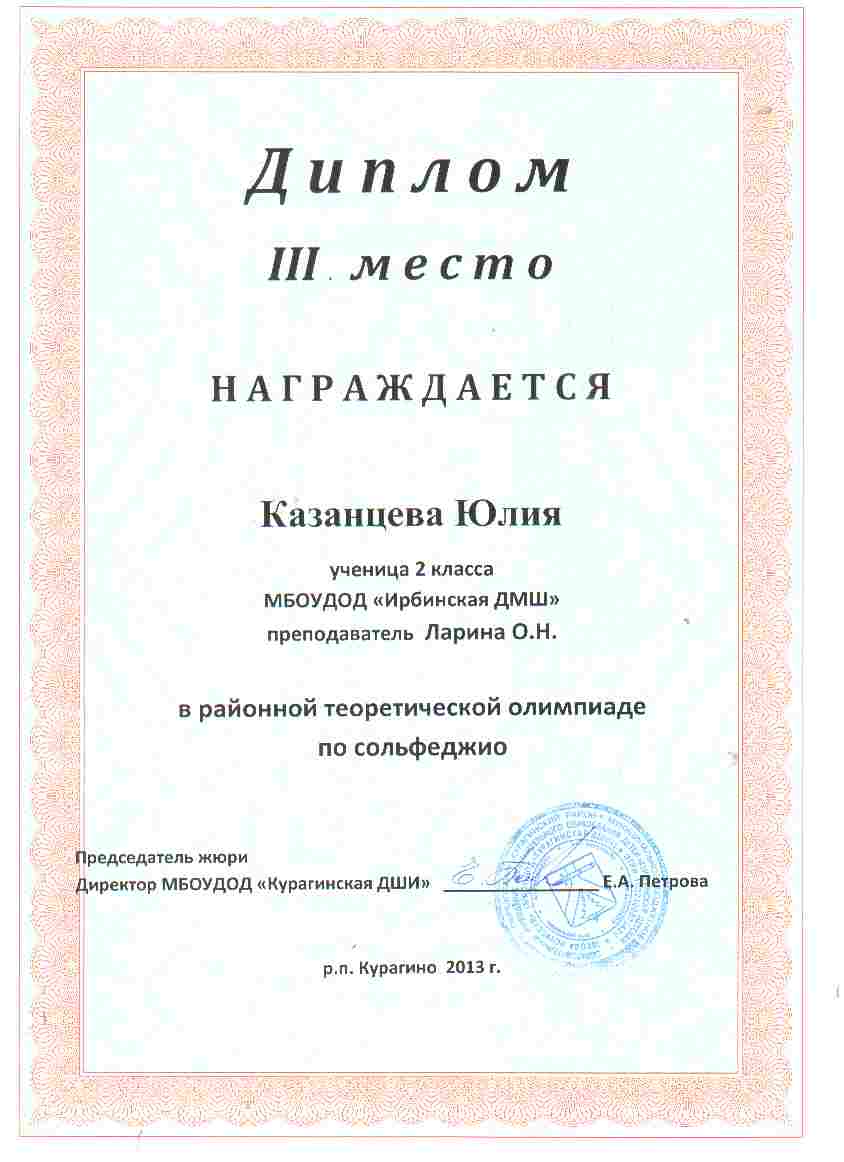 Диплом
III место
НАГРАЖДАЕТСЯ
Казанцева Юлия
ученица 2 класса
МБОУДОД «Ирбинская ДМШ»
преподаватель Ларина О.Н.
в районной теоретической олимпиаде
по сольфеджио
Председатель жюри
Директор МБОУДОД «Курагинская ДШИ» Е.А. Петрова
р.п. Курагино 2013 г.